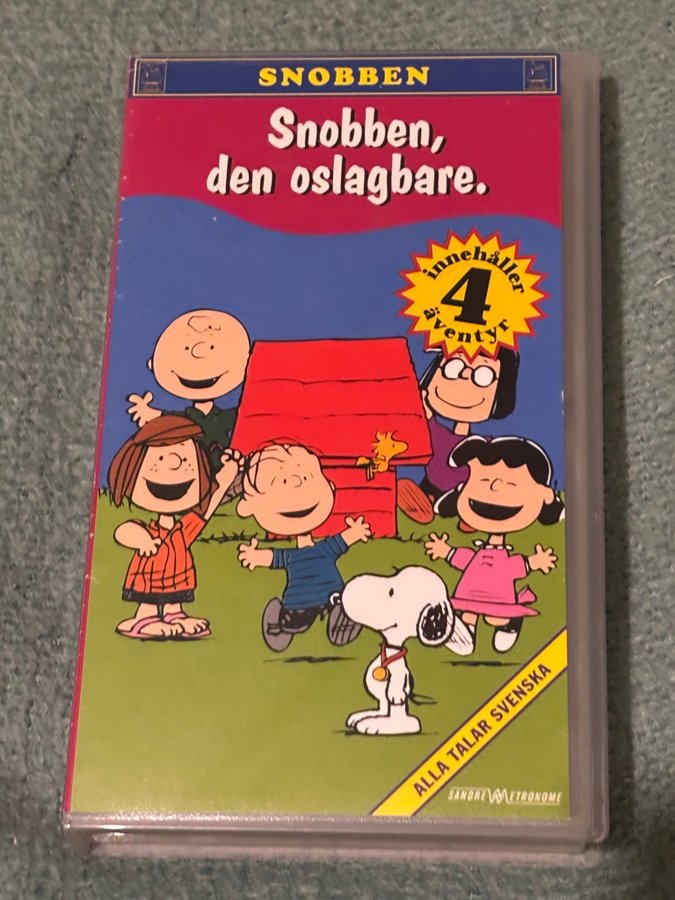 SNOBBEN
Snobben,
den oslagbare.
innehåller
4
äventyr
ALLA TALAR SVENSKA
SANDREW METRONOME